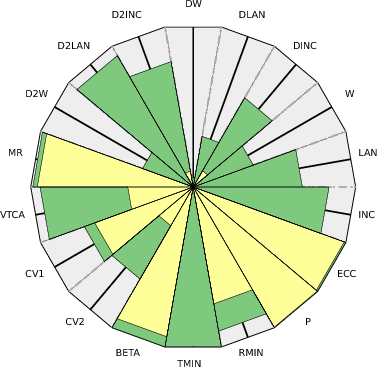 DW
D2INC
DLAN
D2LAN
DINC
D2W
W
MR
LAN
VTCA
INC
CV1
ECC
CV2
P
BETA
RMIN
TMIN